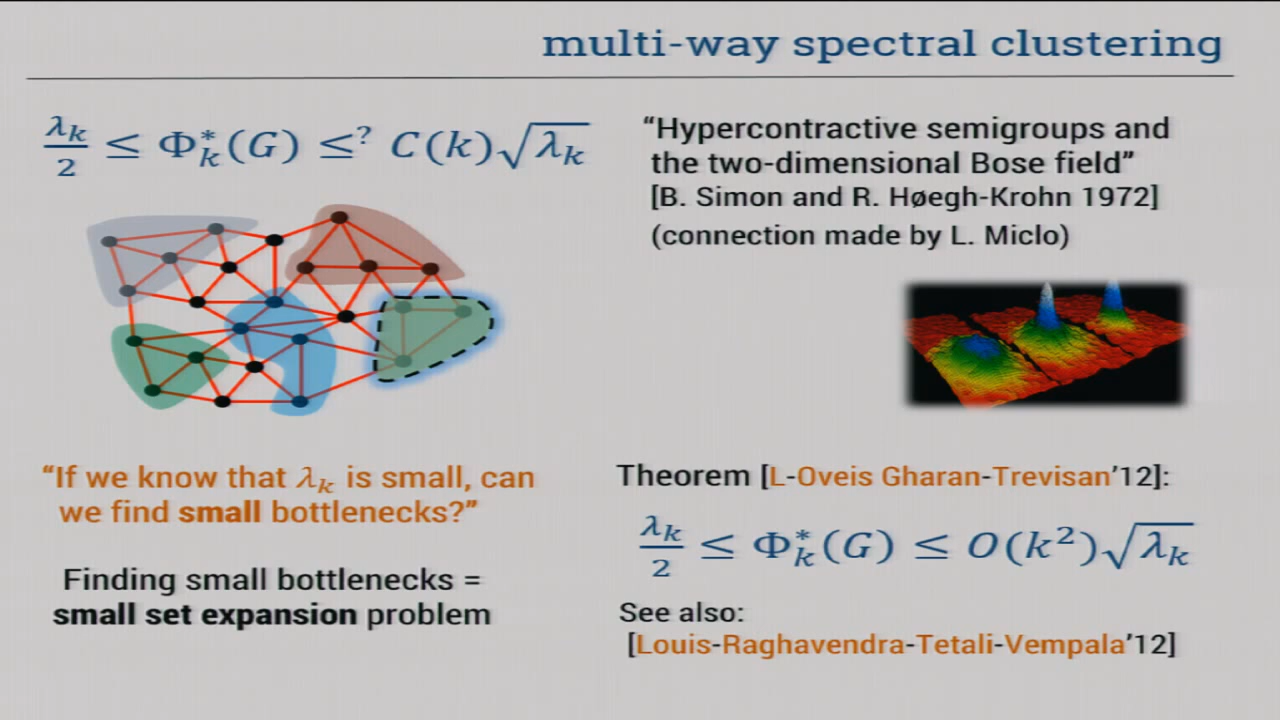 multi-way spectral clustering
λ_k/2 ≤ Φ*_k(G) ≤? C(k)√λ_k
“Hypercontractive semigroups and
the two-dimensional Bose field”
[B. Simon and R. Høegh-Krohn 1972]
(connection made by L. Miclo)
“If we know that λ_k is small, can
we find small bottlenecks?”
Finding small bottlenecks =
small set expansion problem
Theorem [L-Oveis Gharan-Trevisan’12]:
λ_k/2 ≤ Φ*_k(G) ≤ O(k²)√λ_k
See also:
[Louis-Raghavendra-Tetali-Vempala’12]